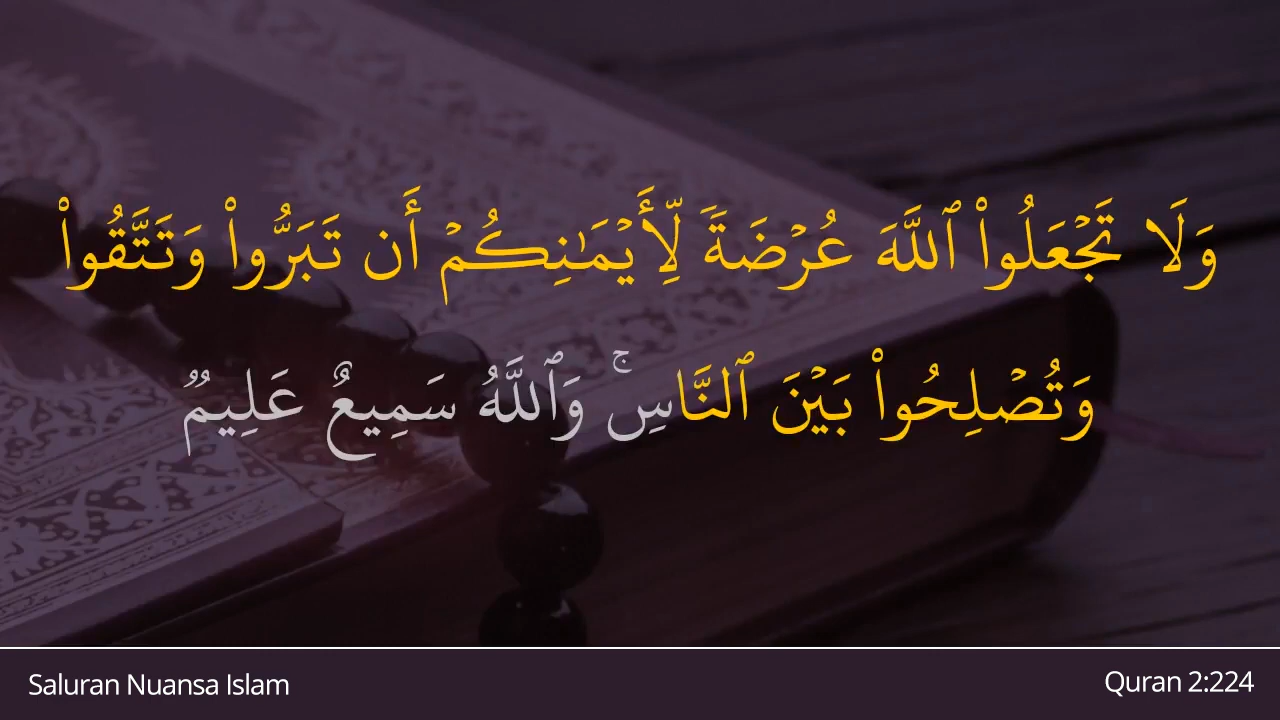 وَلَا تَجْعَلُوا۟ ٱللَّهَ عُرْضَةً لِّأَيْمَـٰنِكُمْ أَن تَبَرُّوا۟ وَتَتَّقُوا۟
وَتُصْلِحُوا۟ بَيْنَ ٱلنَّاسِ ۚ وَٱللَّهُ سَمِيعٌ عَلِيمٌ
Saluran Nuansa Islam
Quran 2:224